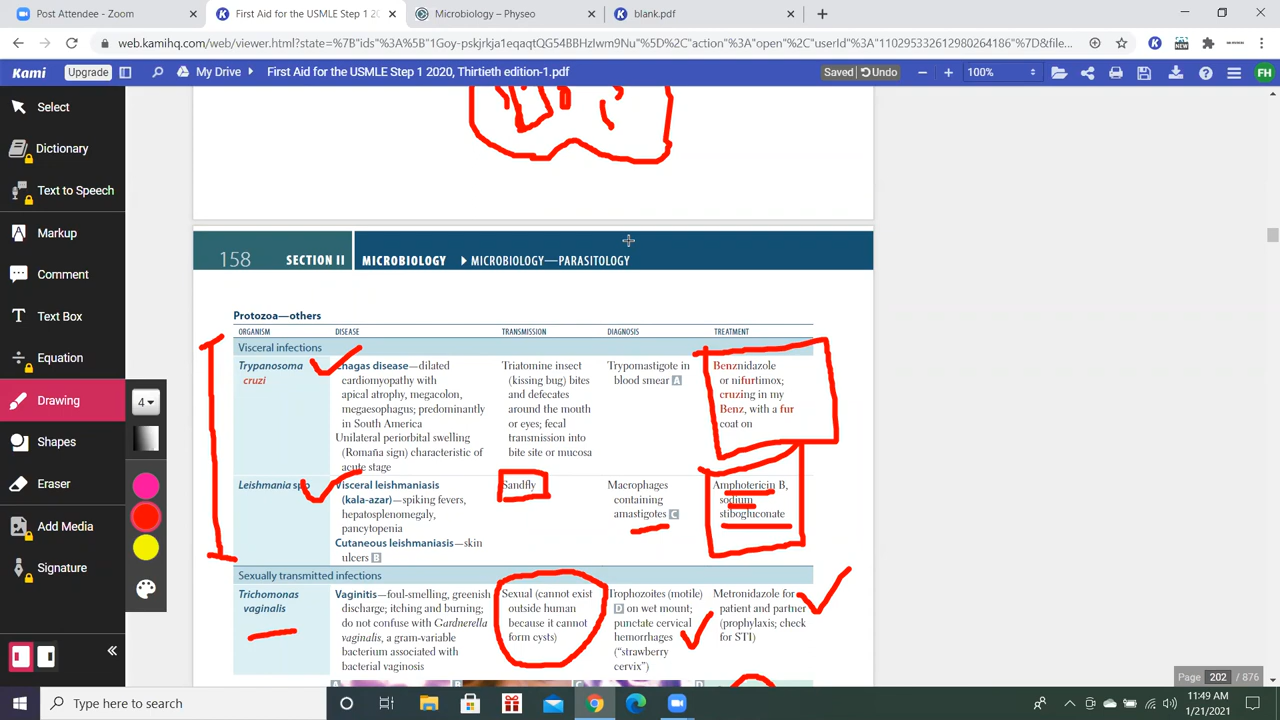 Post Attendee - Zoom
First Aid for the USMLE Step 1 20
Microbiology – Physeo
blank.pdf
web.kamihq.com/web/viewer.html?state=%7B"ids"%3A%5B"1Goy-pskjxkja1eqaqtQG54BBHzIwm9Nu"%5D%2C"action"%3A"open"%2C"userId"%3A"110295332612980264186"%7D&file...
Kami
Upgrade
My Drive
First Aid for the USMLE Step 1 2020, Thirtieth edition-1.pdf
Saved Undo
100%
FH
Select
Dictionary
Text to Speech
Markup
Comment
Text Box
Equation
Drawing
Shapes
Eraser
Add Media
Signature
4
158 SECTION II MICROBIOLOGY ▶ MICROBIOLOGY—PARASITOLOGY
Protozoa—others
ORGANISM DISEASE TRANSMISSION DIAGNOSIS TREATMENT
Visceral infections
Trypanosoma
cruzi
Chagas disease—dilated
cardiomyopathy with
apical atrophy, megacolon,
megaesophagus; predominantly
in South America
Unilateral periorbital swelling
(Romaña sign) characteristic of
acute stage
Triatomine insect
(kissing bug) bites
and defecates
around the mouth
or eyes; fecal
transmission into
bite site or mucosa
Trypomastigote in
blood smear A
Benznidazole
or nifurtimox;
cruzing in my
Benz, with a fur
coat on
Leishmania spp
Visceral leishmaniasis
(kala-azar)—spiking fevers,
hepatosplenomegaly,
pancytopenia
Cutaneous leishmaniasis—skin
ulcers B
Sandfly
Macrophages
containing
amastigotes C
Amphotericin B,
sodium
stibogluconate
Sexually transmitted infections
Trichomonas
vaginalis
Vaginitis—foul-smelling, greenish
discharge; itching and burning;
do not confuse with Gardnerella
vaginalis, a gram-variable
bacterium associated with
bacterial vaginosis
Sexual (cannot exist
outside human
because it cannot
form cysts)
Trophozoites (motile)
D on wet mount;
punctate cervical
hemorrhages
("strawberry
cervix")
Metronidazole for
patient and partner
(prophylaxis; check
for STI)
A B C D
Page 202 / 876
Type here to search
11:49 AM
1/21/2021